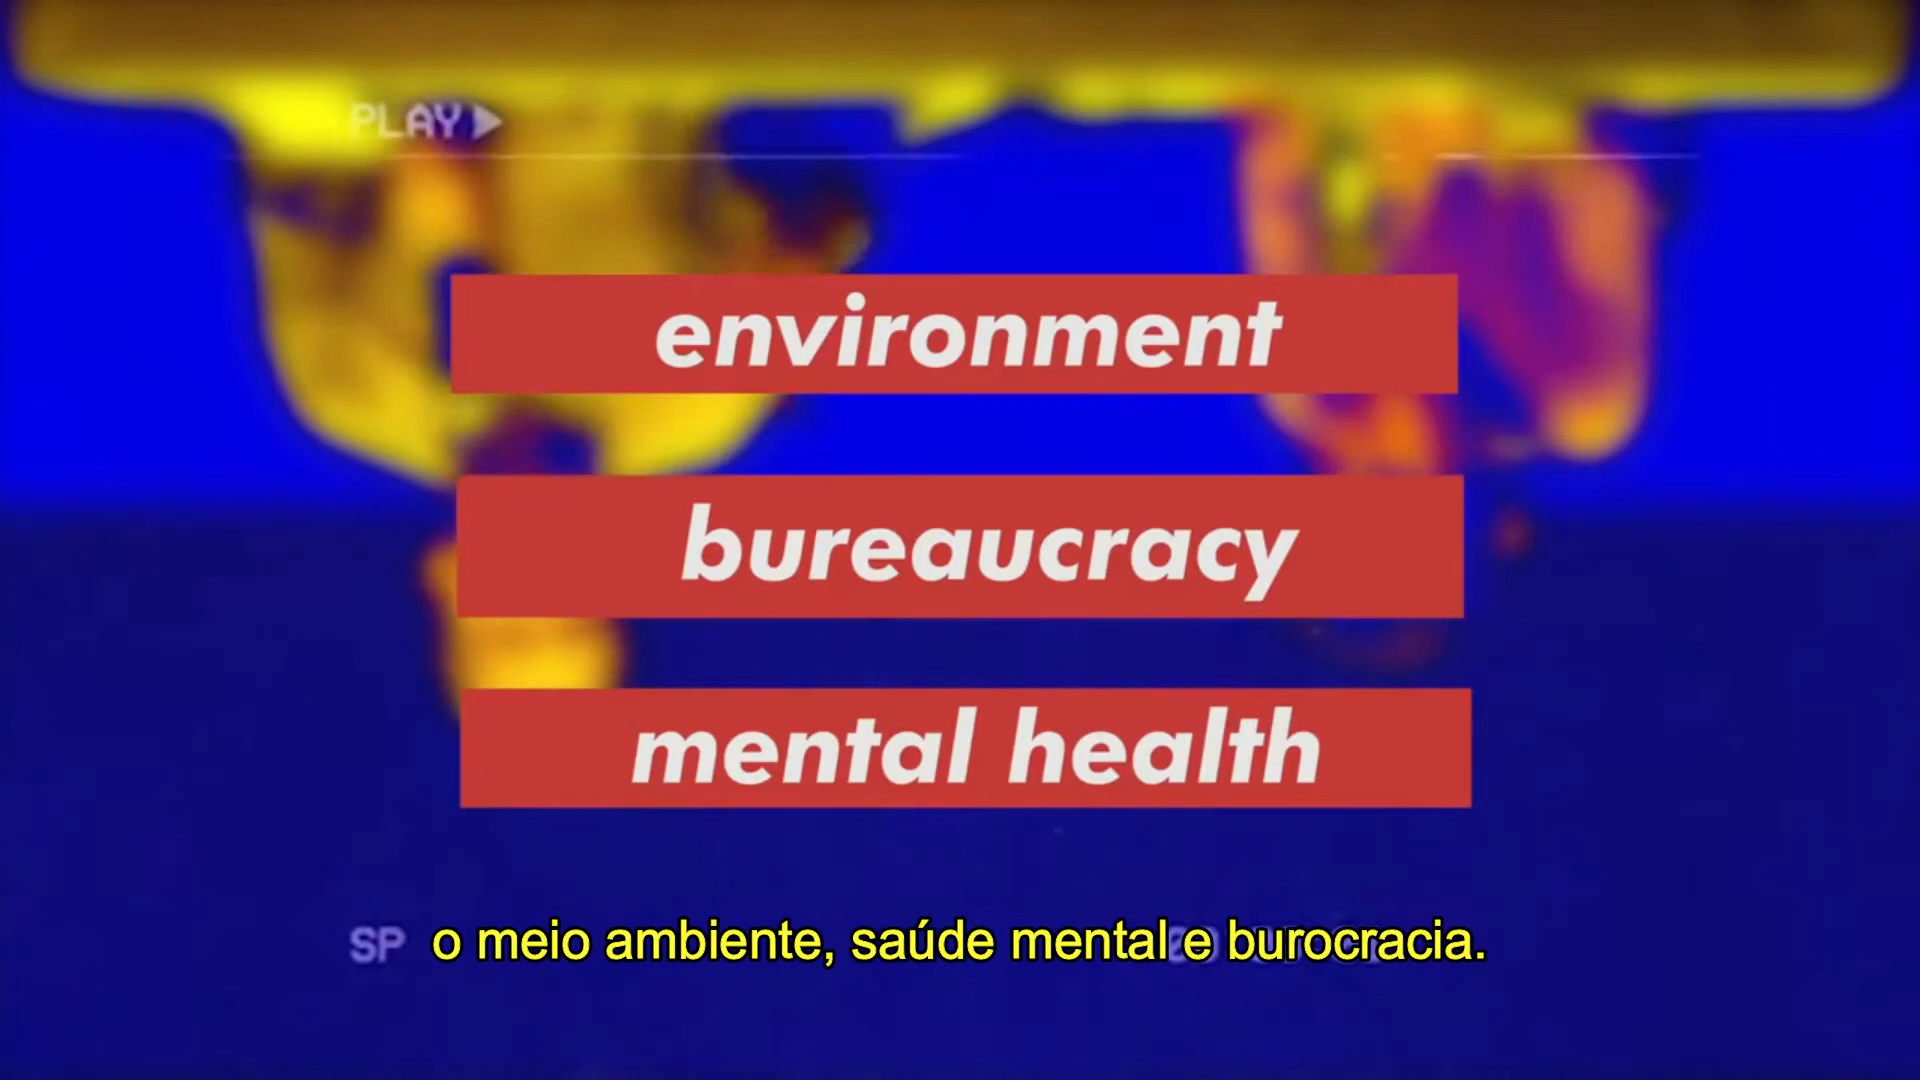 PLAY
environment
bureaucracy
mental health
SP
o meio ambiente, saúde mental e burocracia.